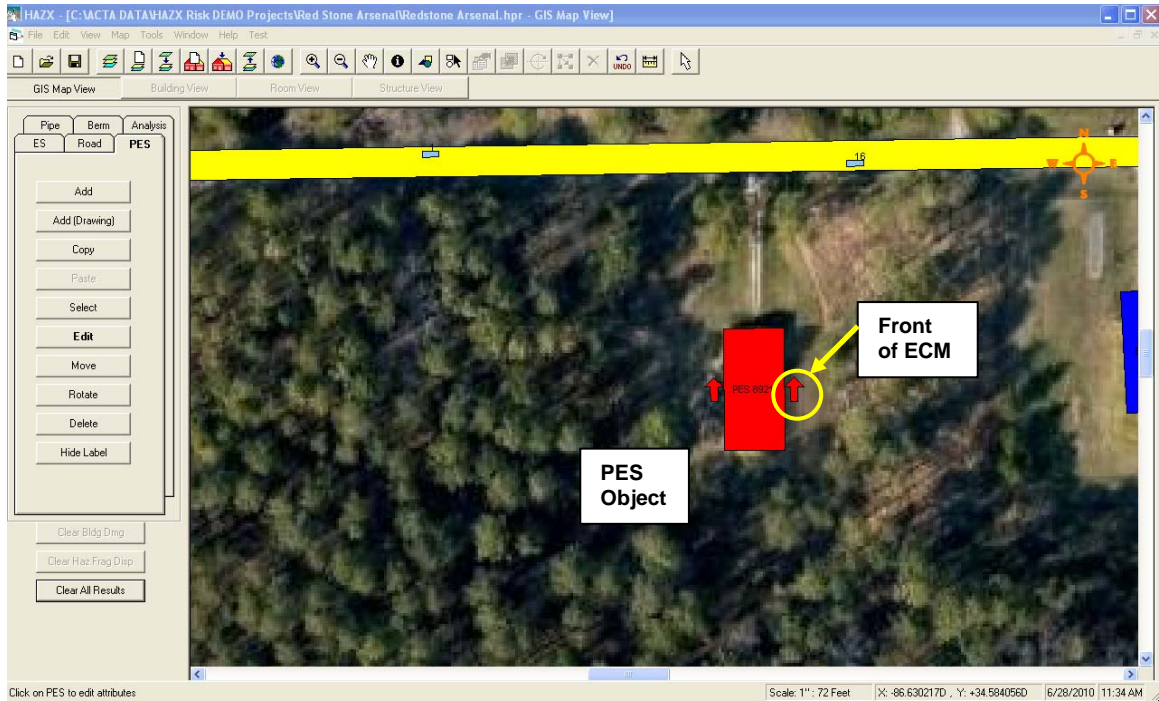 HAZX - [C:\ACTA DATA\HAZX Risk DEMO Projects\Red Stone Arsenal\Redstone Arsenal.hpr - GIS Map View]
File Edit View Map Tools Window Help Test
UNDO
GIS Map View Building View Room View Structure View
Pipe Berm Analysis
ES Road PES
Add
Add (Drawing)
Copy
Paste
Select
Edit
Move
Rotate
Delete
Hide Label
Clear Bldg Dmg
Clear Haz Frag Disp
Clear All Results
1
16
N
W E
S
Front
of ECM
PES 892
PES
Object
Click on PES to edit attributes
Scale: 1" : 72 Feet X: -86.630217D , Y: +34.584056D 6/28/2010 11:34 AM